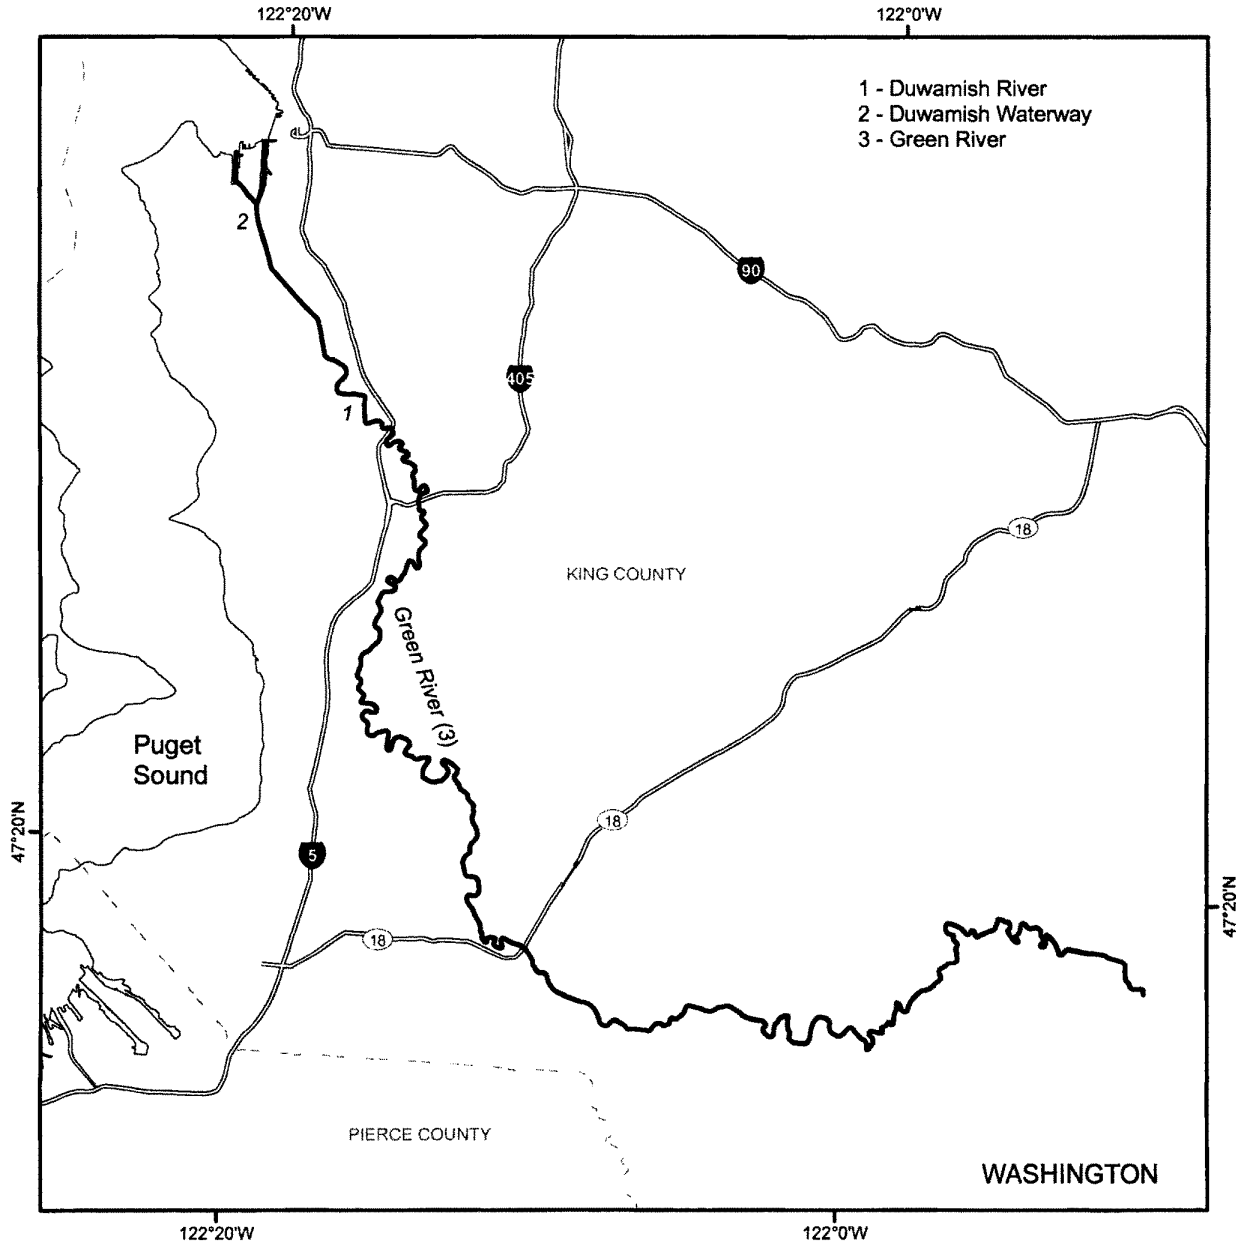 122°20'W
122°0'W
1 - Duwamish River
2 - Duwamish Waterway
3 - Green River
2
90
405
1
18
KING COUNTY
Green River (3)
Puget
Sound
47°20'N
18
5
47°20'N
18
PIERCE COUNTY
WASHINGTON
122°20'W
122°0'W